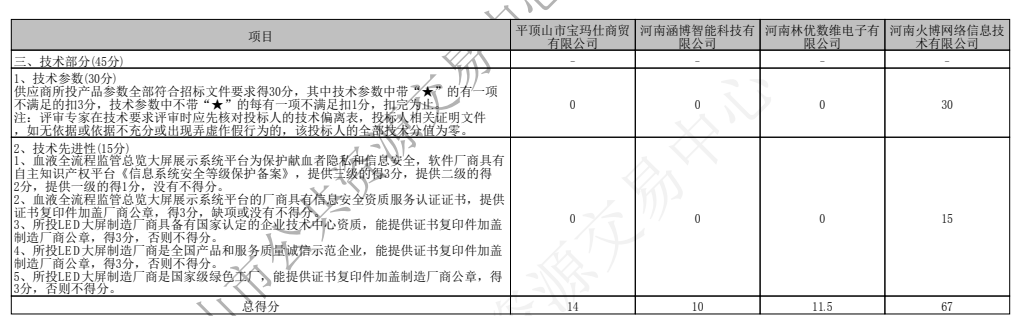 项目
平顶山市宝玛仕商贸
有限公司
河南涵博智能科技有
限公司
河南林优数维电子有
限公司
河南火博网络信息技
术有限公司
三、技术部分(45分)
-
-
-
-
1、技术参数(30分)
供应商所投产品参数全部符合招标文件要求得30分，其中技术参数中带“★”的有一项
不满足的扣3分，技术参数中不带“★”的每有一项不满足扣1分，扣完为止。
注：评审专家在技术要求评审时应先核对投标人的技术偏离表，投标人相关证明文件
，如无依据或依据不充分或出现弄虚作假行为的，该投标人的全部技术分值为零。
0
0
0
30
2、技术先进性(15分)
1、血液全流程监管总览大屏展示系统平台为保护献血者隐私和信息安全，软件厂商具有
自主知识产权平台《信息系统安全等级保护备案》，提供三级的得3分，提供二级的得
2分，提供一级的得1分，没有不得分。
2、血液全流程监管总览大屏展示系统平台的厂商具有信息安全资质服务认证证书，提供
证书复印件加盖厂商公章，得3分，缺项或没有不得分。
3、所投LED大屏制造厂商具备有国家认定的企业技术中心资质，能提供证书复印件加盖
制造厂商公章，得3分，否则不得分。
4、所投LED大屏制造厂商是全国产品和服务质量诚信示范企业，能提供证书复印件加盖
制造厂商公章，得3分，否则不得分。
5、所投LED大屏制造厂商是国家级绿色工厂，能提供证书复印件加盖制造厂商公章，得
3分，否则不得分。
0
0
0
15
总得分
14
10
11.5
67
山市公共资源交易中心
资源交易中心